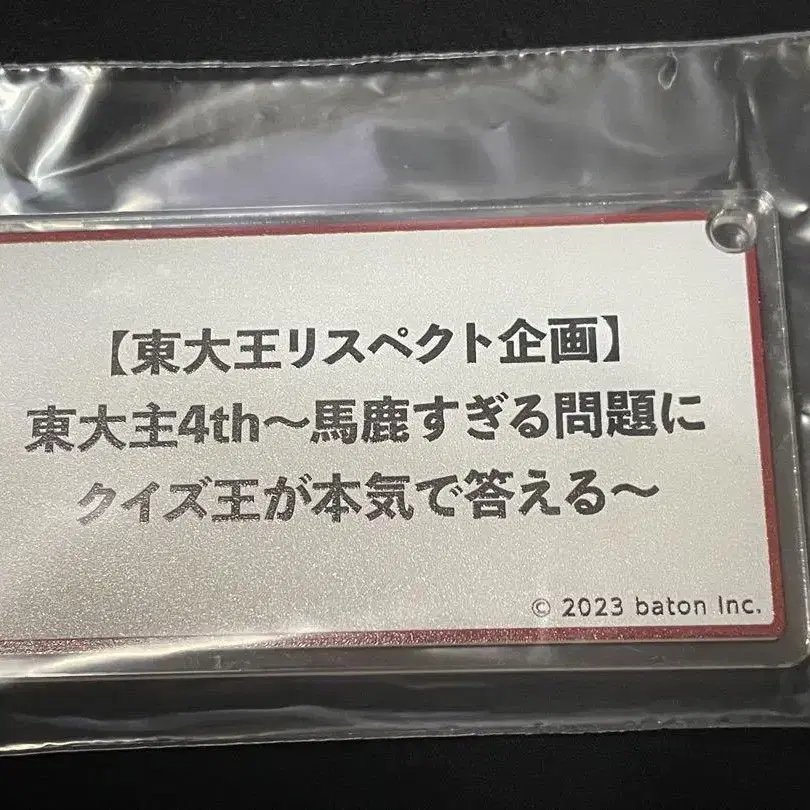 【東大王リスペクト企画】
東大主4th〜馬鹿すぎる問題に
クイズ王が本気で答える〜
© 2023 baton Inc.